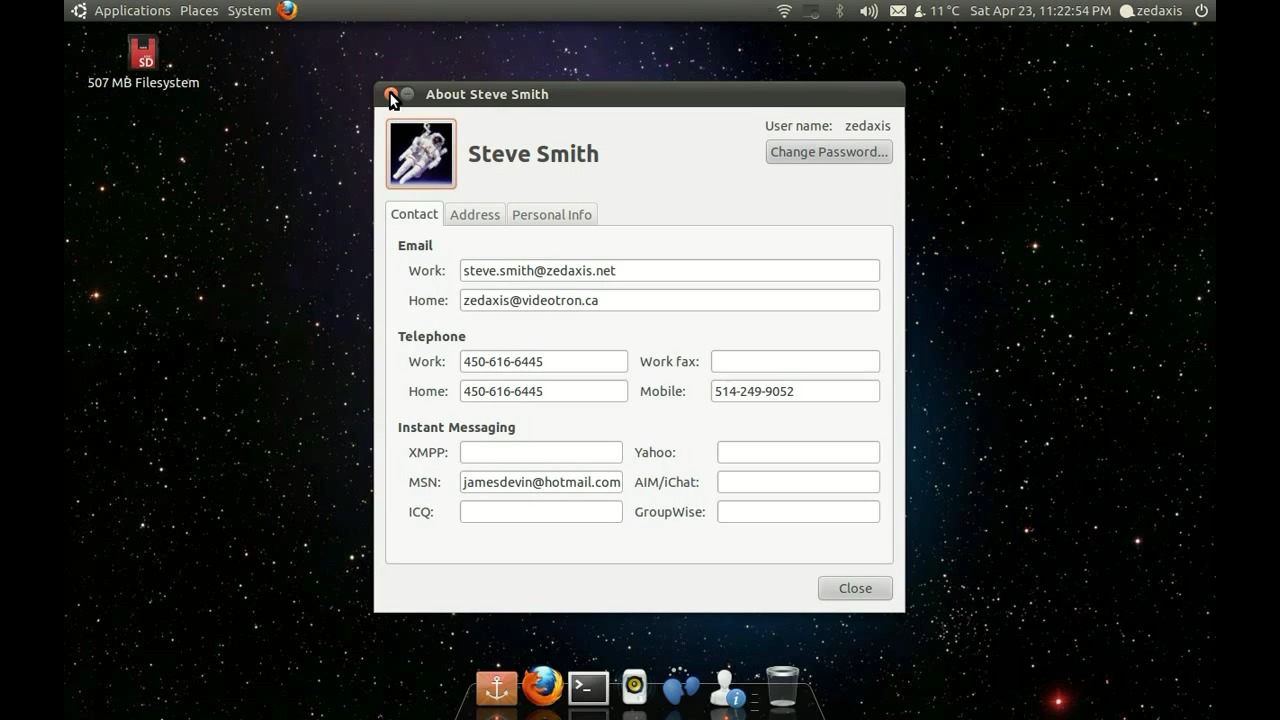 Applications Places System 11 °C Sat Apr 23, 11:22:54 PM zedaxis
SD
507 MB Filesystem
About Steve Smith
User name: zedaxis
Steve Smith
Change Password...
Contact Address Personal Info
Email
Work: steve.smith@zedaxis.net
Home: zedaxis@videotron.ca
Telephone
Work: 450-616-6445 Work fax:
Home: 450-616-6445 Mobile: 514-249-9052
Instant Messaging
XMPP: Yahoo:
MSN: jamesdevin@hotmail.com AIM/iChat:
ICQ: GroupWise:
Close